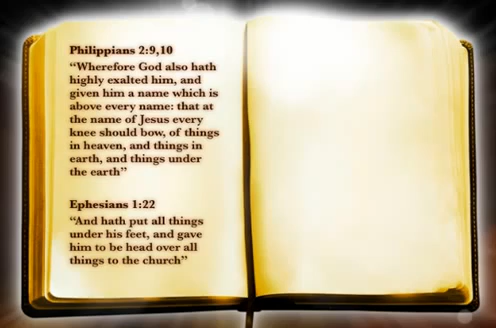 Philippians 2:9,10
“Wherefore God also hath
highly exalted him, and
given him a name which is
above every name: that at
the name of Jesus every
knee should bow, of things
in heaven, and things in
earth, and things under
the earth”
Ephesians 1:22
“And hath put all things
under his feet, and gave
him to be head over all
things to the church”